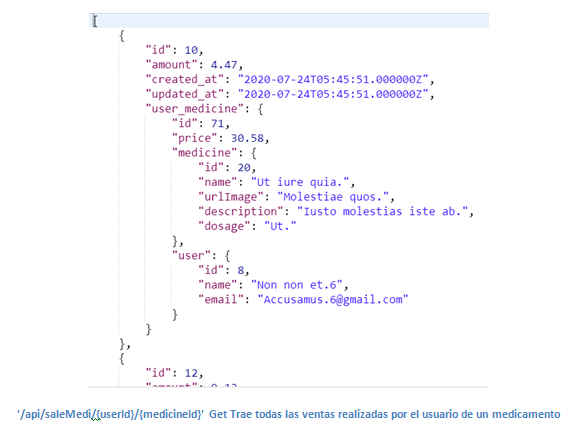 [
{
"id": 10,
"amount": 4.47,
"created_at": "2020-07-24T05:45:51.000000Z",
"updated_at": "2020-07-24T05:45:51.000000Z",
"user_medicine": {
"id": 71,
"price": 30.58,
"medicine": {
"id": 20,
"name": "Ut iure quia.",
"urlImage": "Molestiae quos.",
"description": "Iusto molestias iste ab.",
"dosage": "Ut."
},
"user": {
"id": 8,
"name": "Non non et.6",
"email": "Accusamus.6@gmail.com"
}
}
},
{
"id": 12,
"amount":
'/api/saleMedi/{userId}/{medicineId}' Get Trae todas las ventas realizadas por el usuario de un medicamento